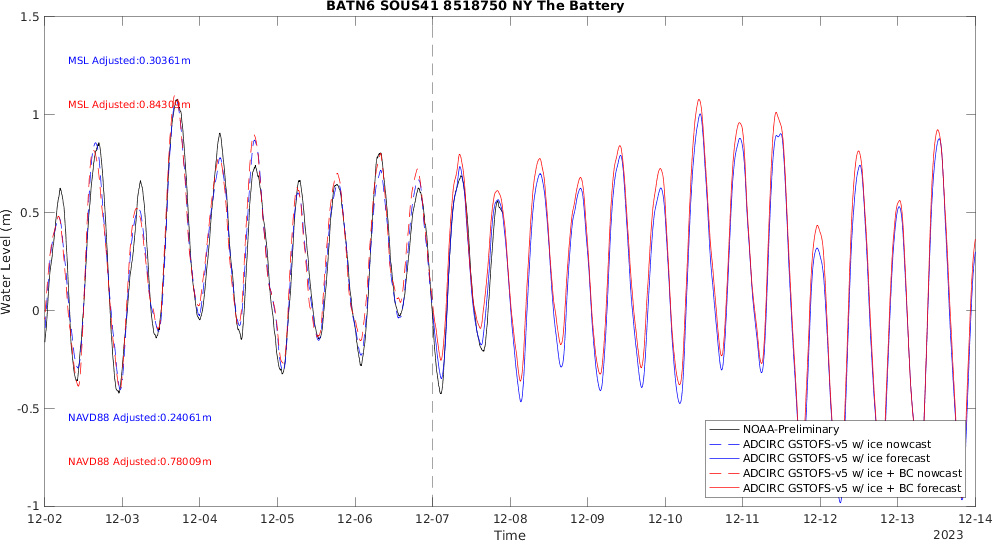 BATN6 SOUS41 8518750 NY The Battery
1.5
1
0.5
0
-0.5
-1
Water Level (m)
MSL Adjusted:0.30361m
MSL Adjusted:0.84309m
NAVD88 Adjusted:0.24061m
NAVD88 Adjusted:0.78009m
NOAA-Preliminary
ADCIRC GSTOFS-v5 w/ ice nowcast
ADCIRC GSTOFS-v5 w/ ice forecast
ADCIRC GSTOFS-v5 w/ ice + BC nowcast
ADCIRC GSTOFS-v5 w/ ice + BC forecast
12-02 12-03 12-04 12-05 12-06 12-07 12-08 12-09 12-10 12-11 12-12 12-13 12-14
Time
2023